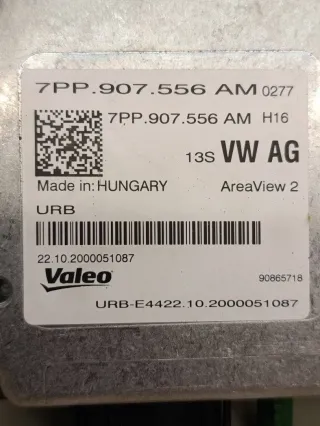 7PP.907.556 AM 0277
7PP.907.556 AM H16
13S VW AG
Made in: HUNGARY AreaView 2
URB
22.10.2000051087
Valeo 90865718
URB-E4422.10.2000051087